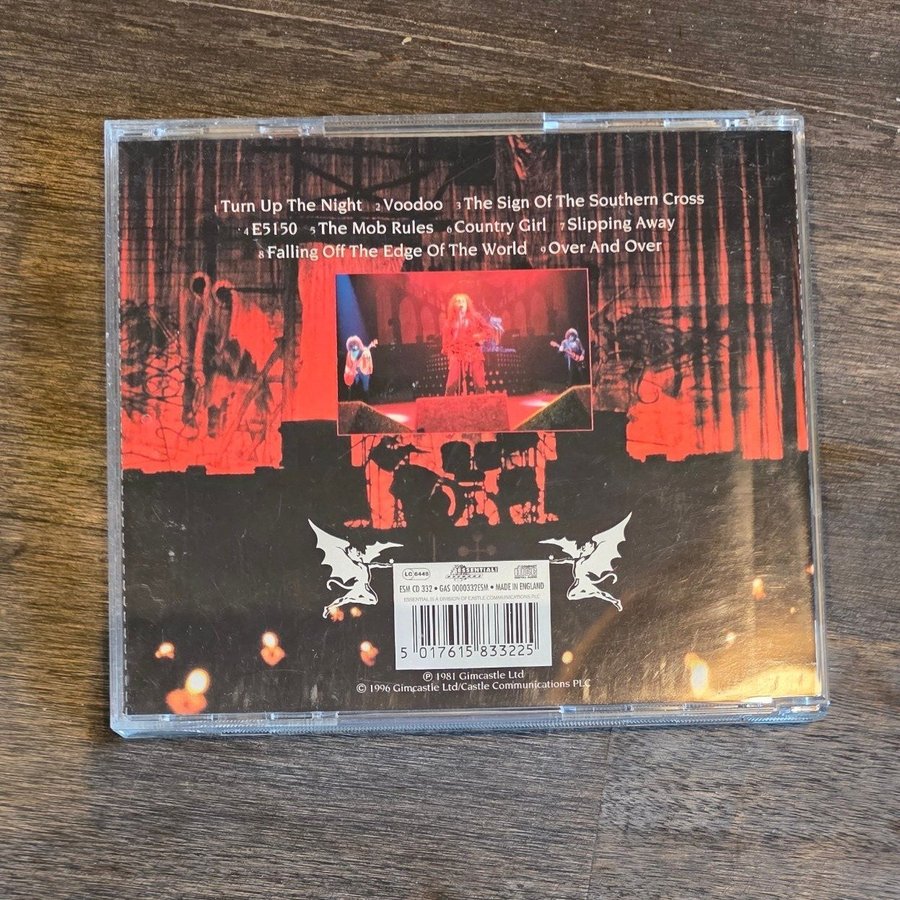 1 Turn Up The Night 2 Voodoo 3 The Sign Of The Southern Cross
4 E5150 5 The Mob Rules 6 Country Girl 7 Slipping Away
8 Falling Off The Edge Of The World 9 Over And Over
LC 6448
ESSENTIAL!
ESM CD 332 • GAS 0000332ESM • MADE IN ENGLAND
ESSENTIAL IS A DIVISION OF CASTLE COMMUNICATIONS PLC
5 017615 833225
℗ 1981 Gimcastle Ltd
© 1996 Gimcastle Ltd/Castle Communications PLC